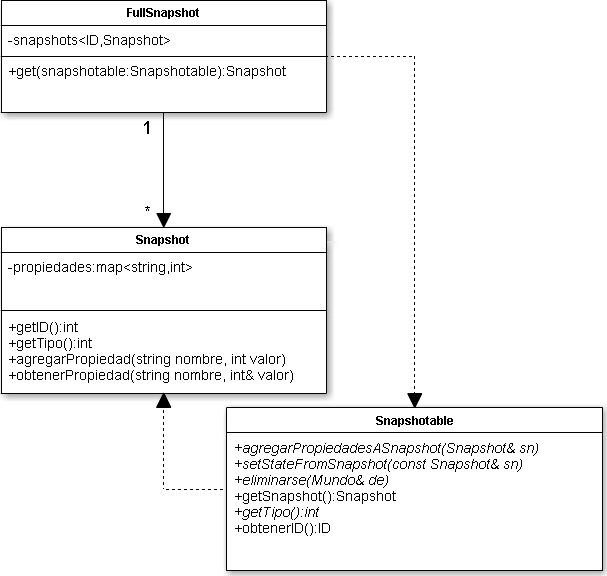 FullSnapshot
-snapshots<ID,Snapshot>
+get(snapshotable:Snapshotable):Snapshot
1
*
Snapshot
-propiedades:map<string,int>
+getID():int
+getTipo():int
+agregarPropiedad(string nombre, int valor)
+obtenerPropiedad(string nombre, int& valor)
Snapshotable
+agregarPropiedadesASnapshot(Snapshot& sn)
+setStateFromSnapshot(const Snapshot& sn)
+eliminarse(Mundo& de)
+getSnapshot():Snapshot
+getTipo():int
+obtenerID():ID